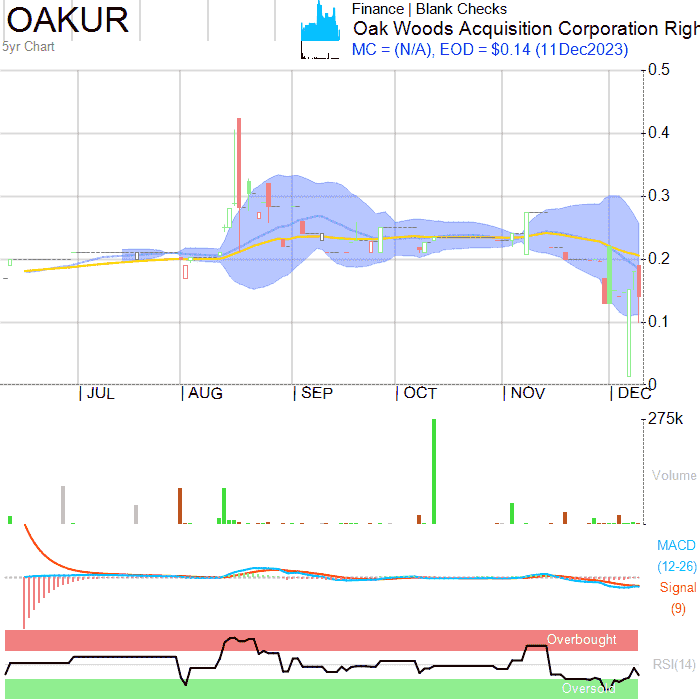 OAKUR
Finance | Blank Checks
Oak Woods Acquisition Corporation Righ
MC = (N/A), EOD = $0.14 (11Dec2023)
5yr Chart
0.5
0.4
0.3
0.2
0.1
0
JUL
AUG
SEP
OCT
NOV
DEC
275k
Volume
MACD
(12-26)
Signal
(9)
Overbought
RSI(14)
Oversold